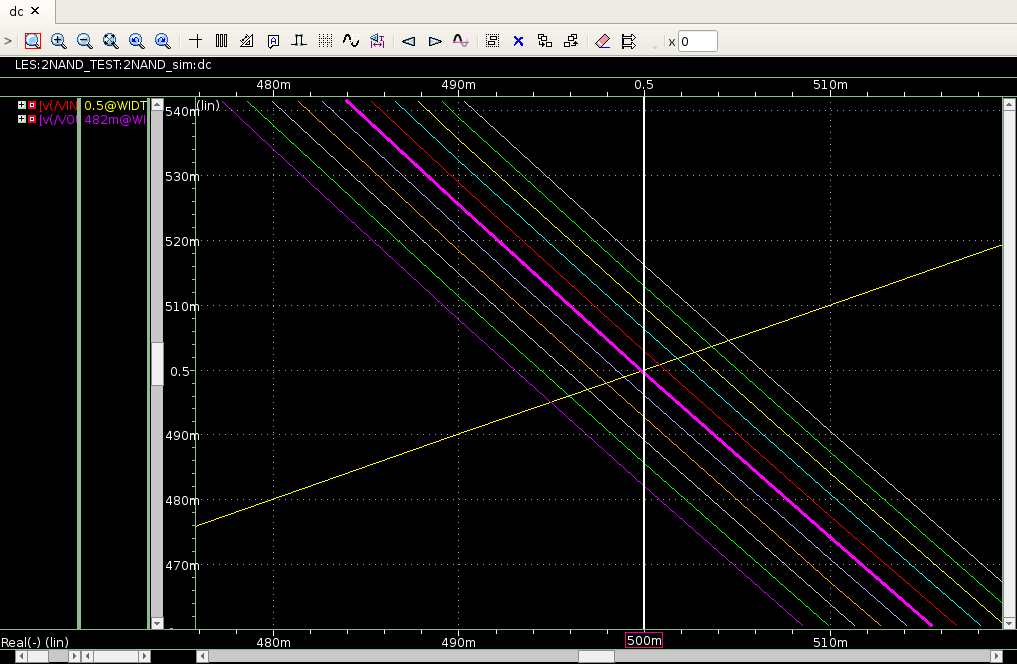 dc
x 0
LES:2NAND_TEST:2NAND_sim:dc
480m 490m 0.5 510m
[v(/VIN 0.5@WIDT
[v(/VOU 482m@WI
(lin)
540m
530m
520m
510m
0.5
490m
480m
470m
480m 490m 500m 510m
Real(-) (lin)